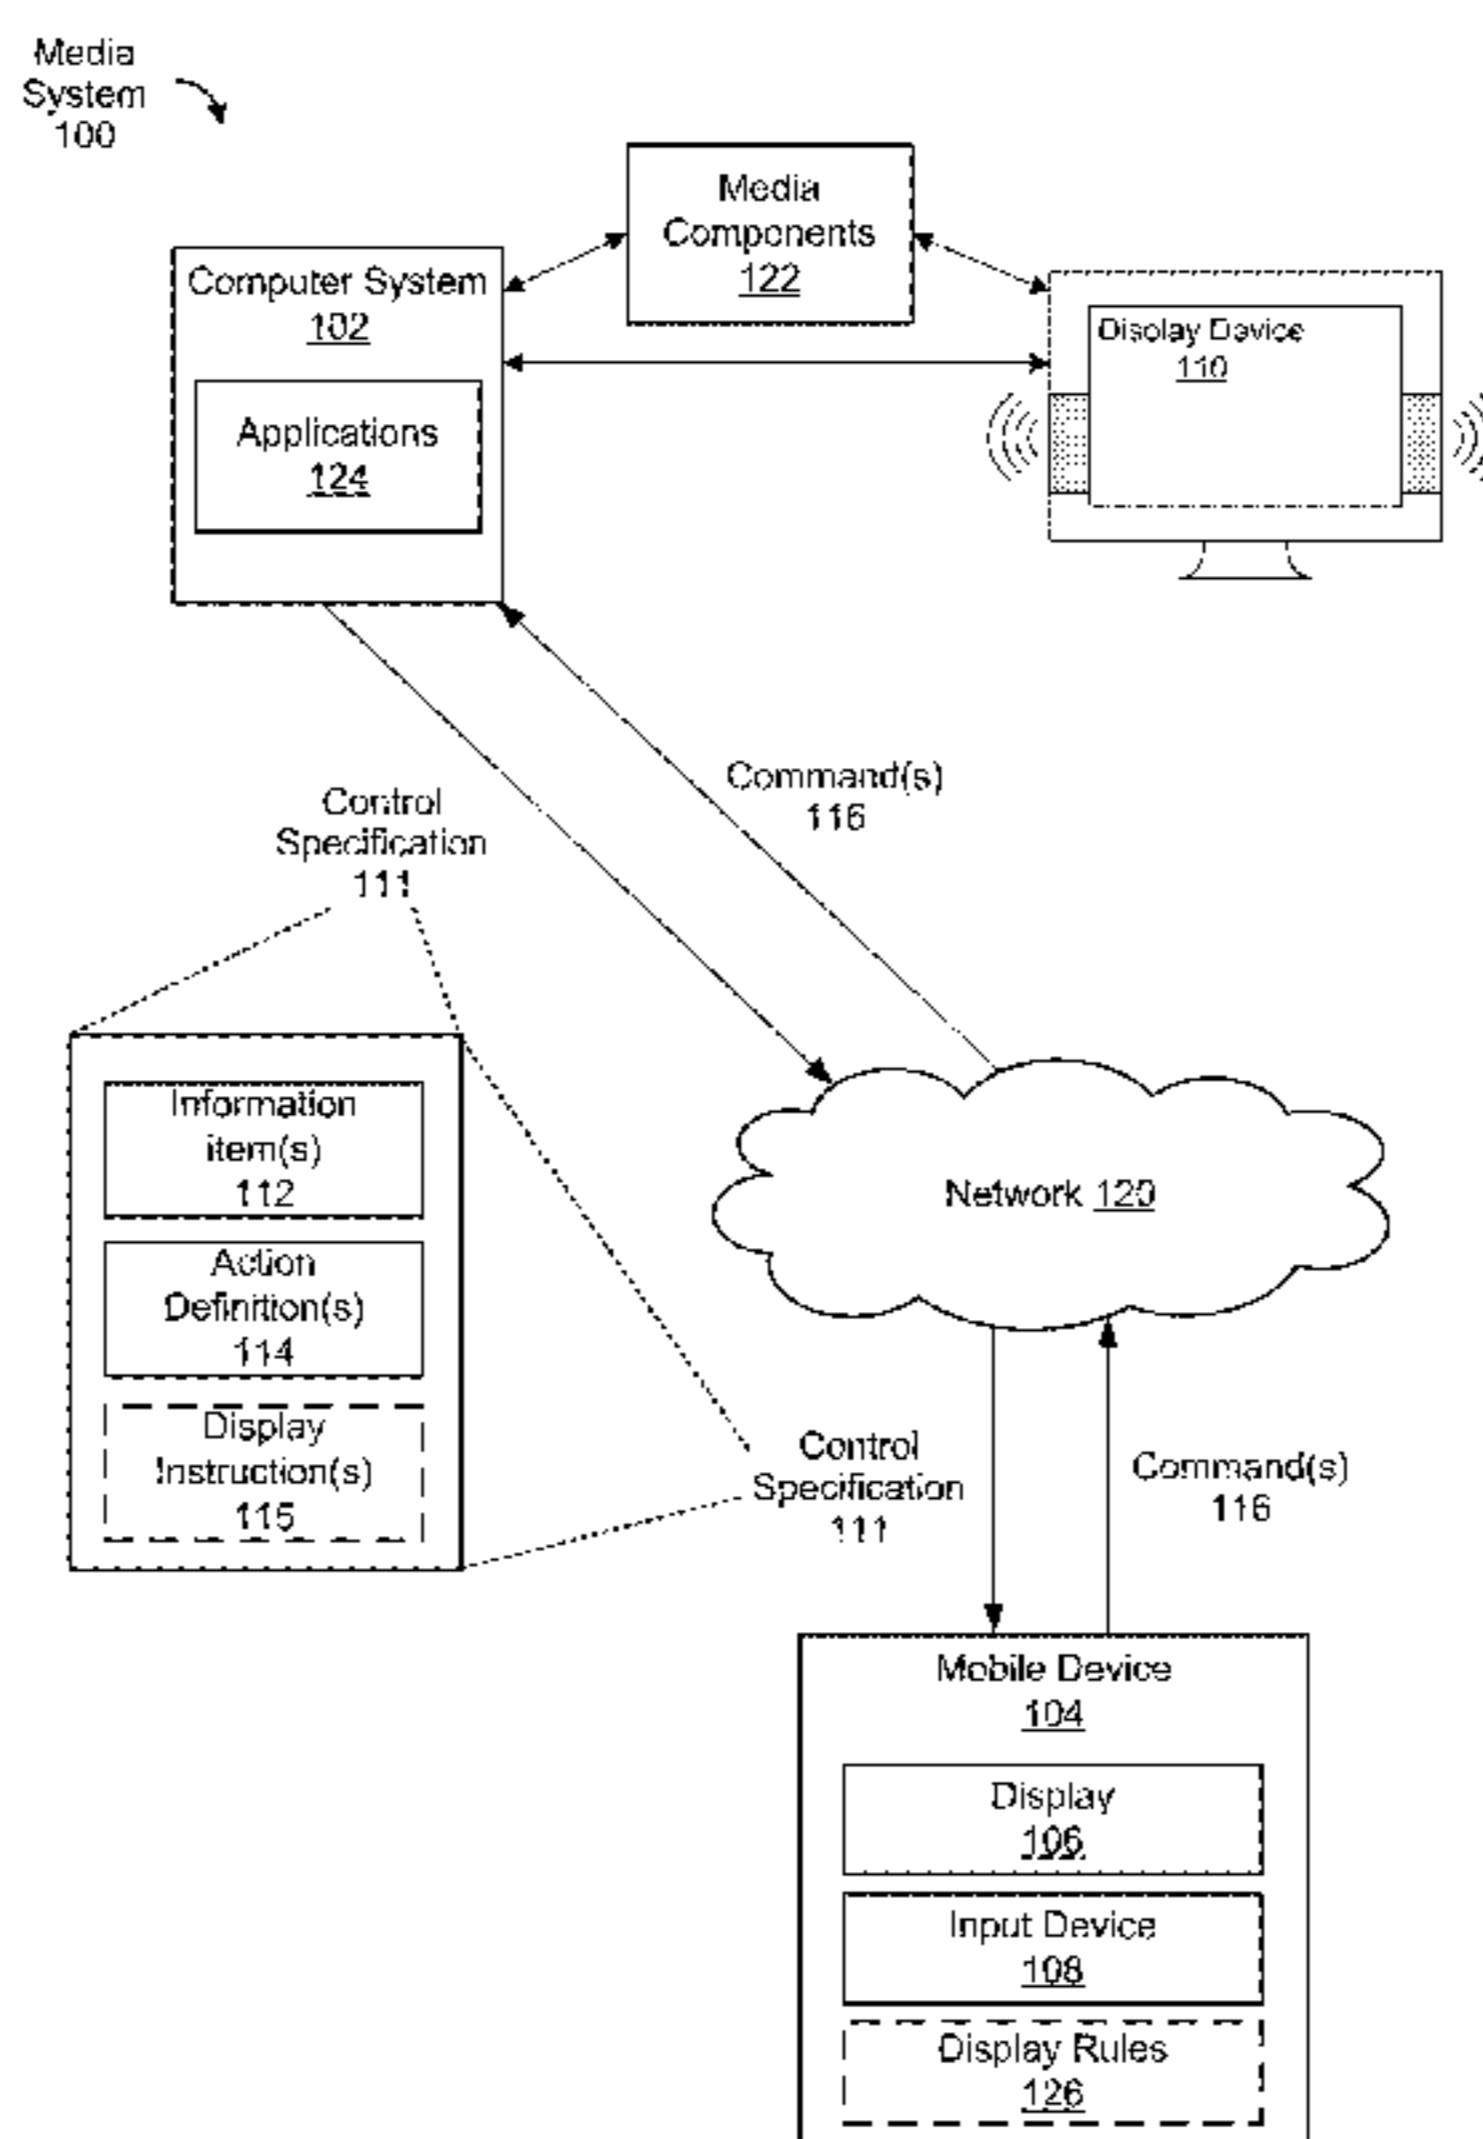 Media
System
100
Media
Components
122
Computer System
102
Applications
124
Display Device
110
Command(s)
116
Control
Specification
111
Information
item(s)
112
Action
Definition(s)
114
Display
Instruction(s)
115
Network 120
Control
Specification
111
Command(s)
116
Mobile Device
104
Display
106
Input Device
108
Display Rules
126